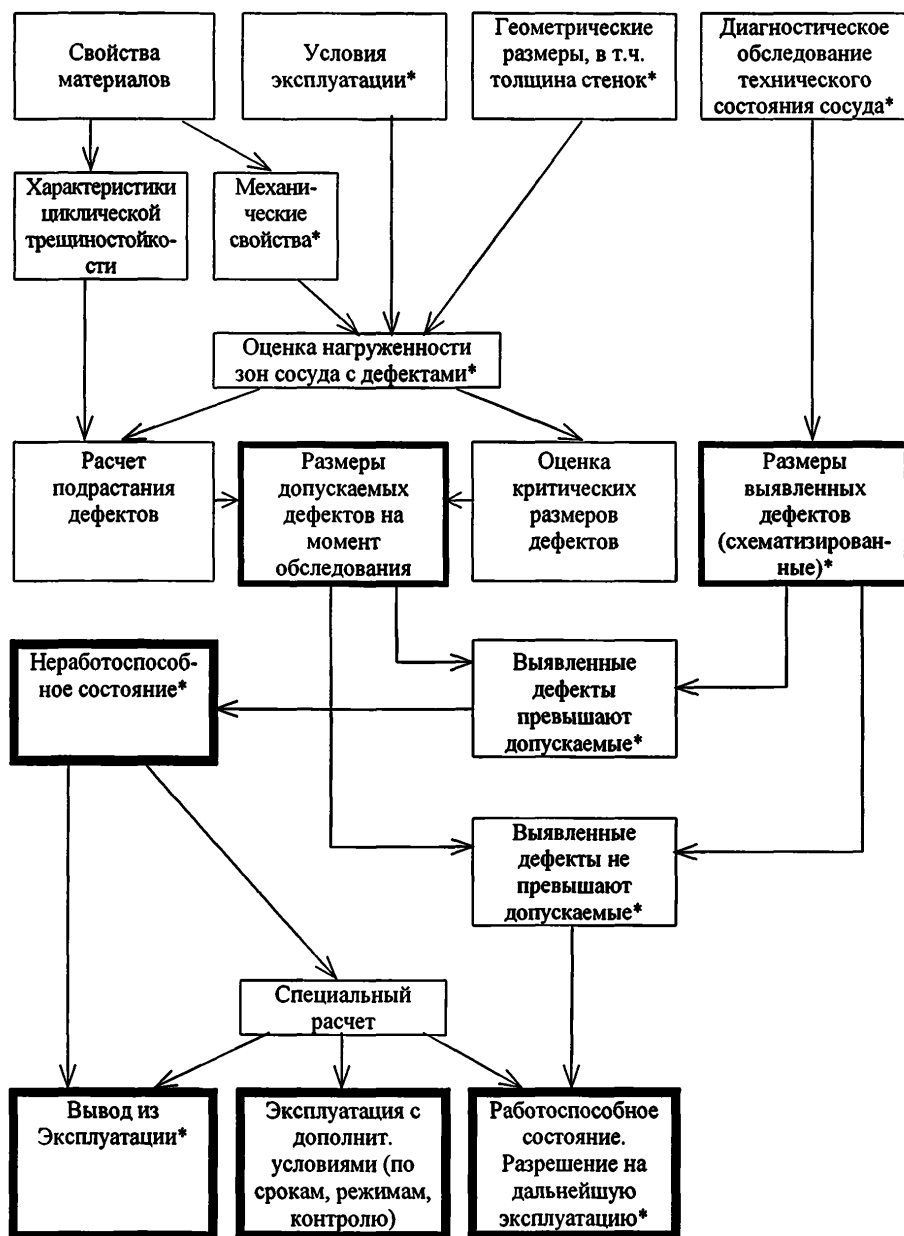 Свойства
материалов
Условия
эксплуатации*
Геометрические
размеры, в т.ч.
толщина стенок*
Диагностическое
обследование
технического
состояния сосуда*
Характеристики
циклической
трещиностойко-
сти
Механи-
ческие
свойства*
Оценка нагруженности
зон сосуда с дефектами*
Расчет
подрастания
дефектов
Размеры
допускаемых
дефектов на
момент
обследования
Оценка
критических
размеров
дефектов
Размеры
выявленных
дефектов
(схематизирован-
ные)*
Неработоспособ-
ное состояние*
Выявленные
дефекты
превышают
допускаемые*
Выявленные
дефекты не
превышают
допускаемые*
Специальный
расчет
Вывод из
Эксплуатации*
Эксплуатация с
дополнит.
условиями (по
срокам, режимам,
контролю)
Работоспособное
состояние.
Разрешение на
дальнейшую
эксплуатацию*